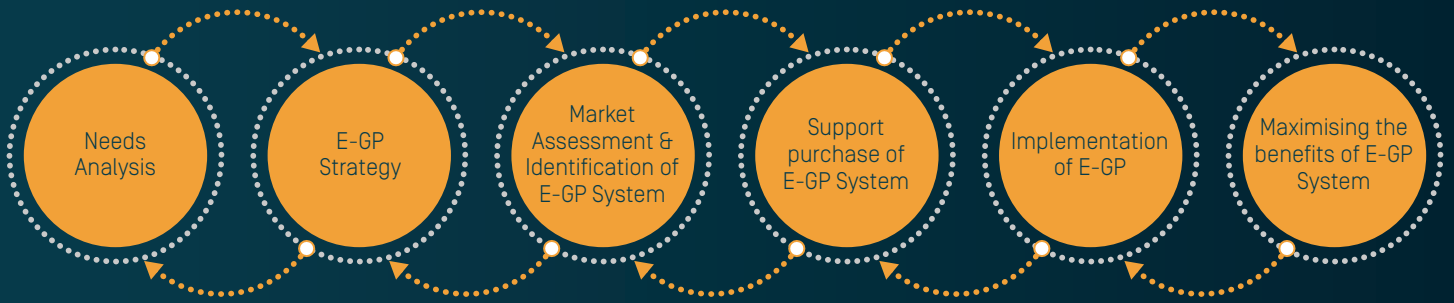 Needs
Analysis
E-GP
Strategy
Market
Assessment &
Identification of
E-GP System
Support
purchase of
E-GP System
Implementation
of E-GP
Maximising the
benefits of E-GP
System